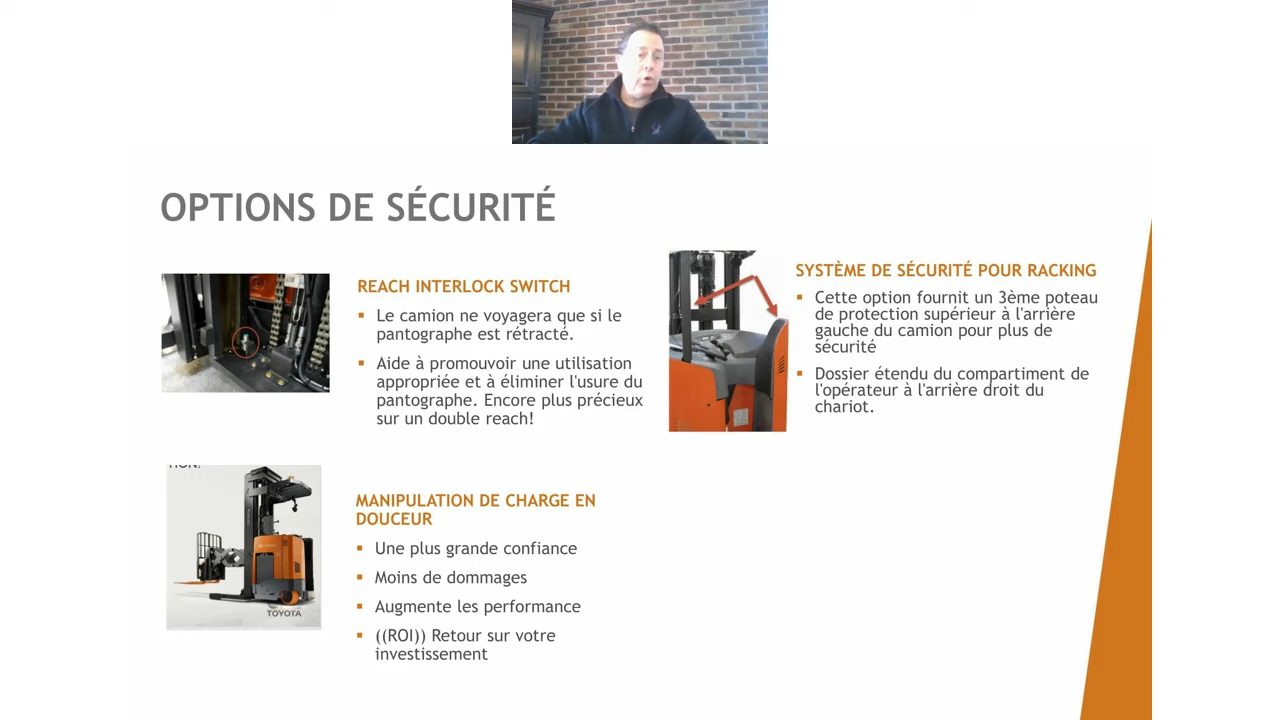 OPTIONS DE SÉCURITÉ
REACH INTERLOCK SWITCH
▪ Le camion ne voyagera que si le
pantographe est rétracté.
▪ Aide à promouvoir une utilisation
appropriée et à éliminer l'usure du
pantographe. Encore plus précieux
sur un double reach!
SYSTÈME DE SÉCURITÉ POUR RACKING
▪ Cette option fournit un 3ème poteau
de protection supérieur à l'arrière
gauche du camion pour plus de
sécurité
▪ Dossier étendu du compartiment de
l'opérateur à l'arrière droit du
chariot.
TOYOTA
MANIPULATION DE CHARGE EN
DOUCEUR
▪ Une plus grande confiance
▪ Moins de dommages
▪ Augmente les performance
▪ ((ROI)) Retour sur votre
investissement